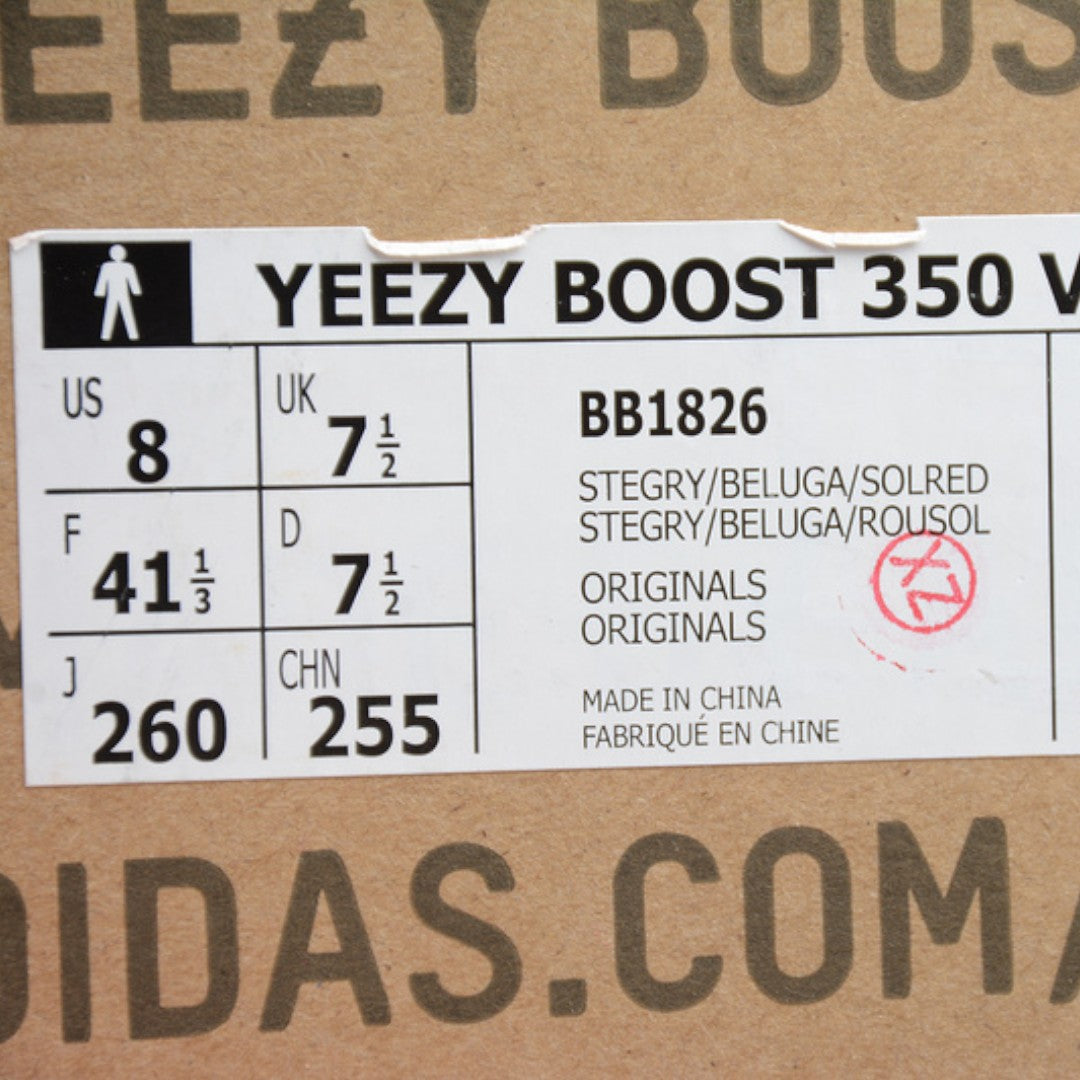 EEZY BOOS
YEEZY BOOST 350 V
US 8
UK 7 1/2
F 41 1/3
D 7 1/2
J 260
CHN 255
BB1826
STEGRY/BELUGA/SOLRED
STEGRY/BELUGA/ROUSOL
XZ
ORIGINALS
ORIGINALS
MADE IN CHINA
FABRIQUÉ EN CHINE
DIDAS.COM/